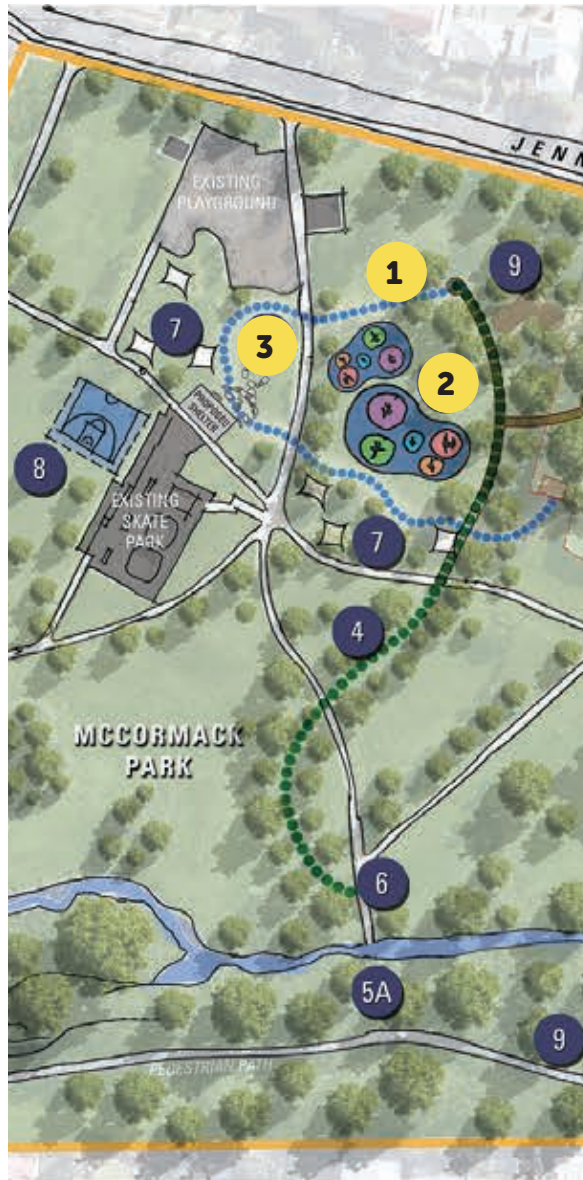 JENN
EXISTING
PLAYGROUND
1
9
7
3
2
PROPOSED
SHELTER
8
EXISTING
SKATE
PARK
7
4
MCCORMACK
PARK
6
5A
9
PEDESTRIAN PATH